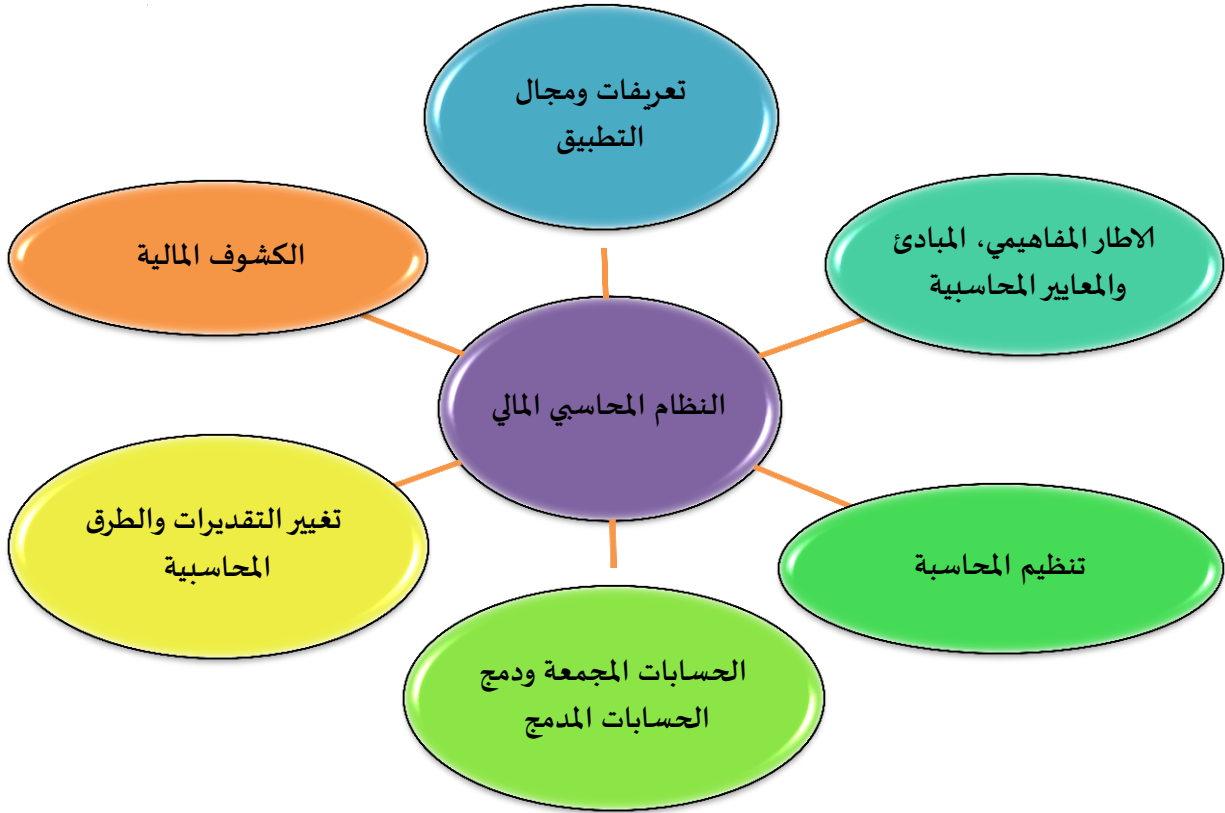 تعريفات ومجال
التطبيق
الاطار المفاهيمي، المبادئ
والمعايير المحاسبية
الكشوف المالية
النظام المحاسبي المالي
تغيير التقديرات والطرق
المحاسبية
تنظيم المحاسبة
الحسابات المجمعة ودمج
الحسابات المدمج